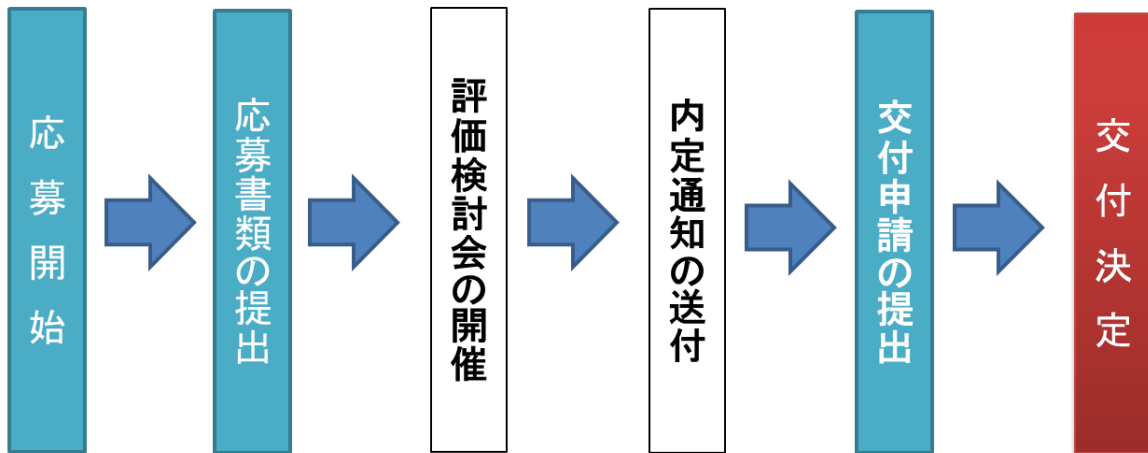 応募開始
応募書類の提出
評価検討会の開催
内定通知の送付
交付申請の提出
交付決定